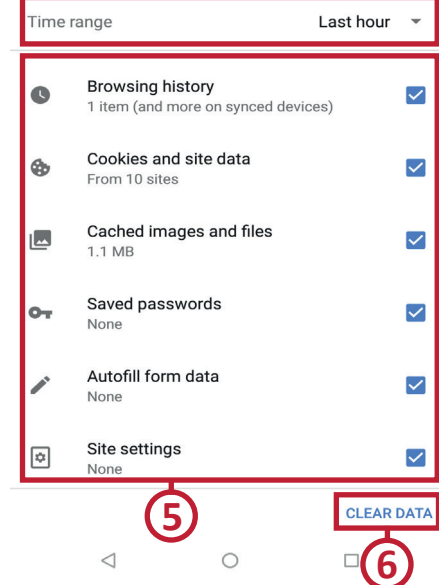 Time range Last hour
Browsing history
1 item (and more on synced devices)
Cookies and site data
From 10 sites
Cached images and files
1.1 MB
Saved passwords
None
Autofill form data
None
Site settings
None
5
CLEAR DATA
6